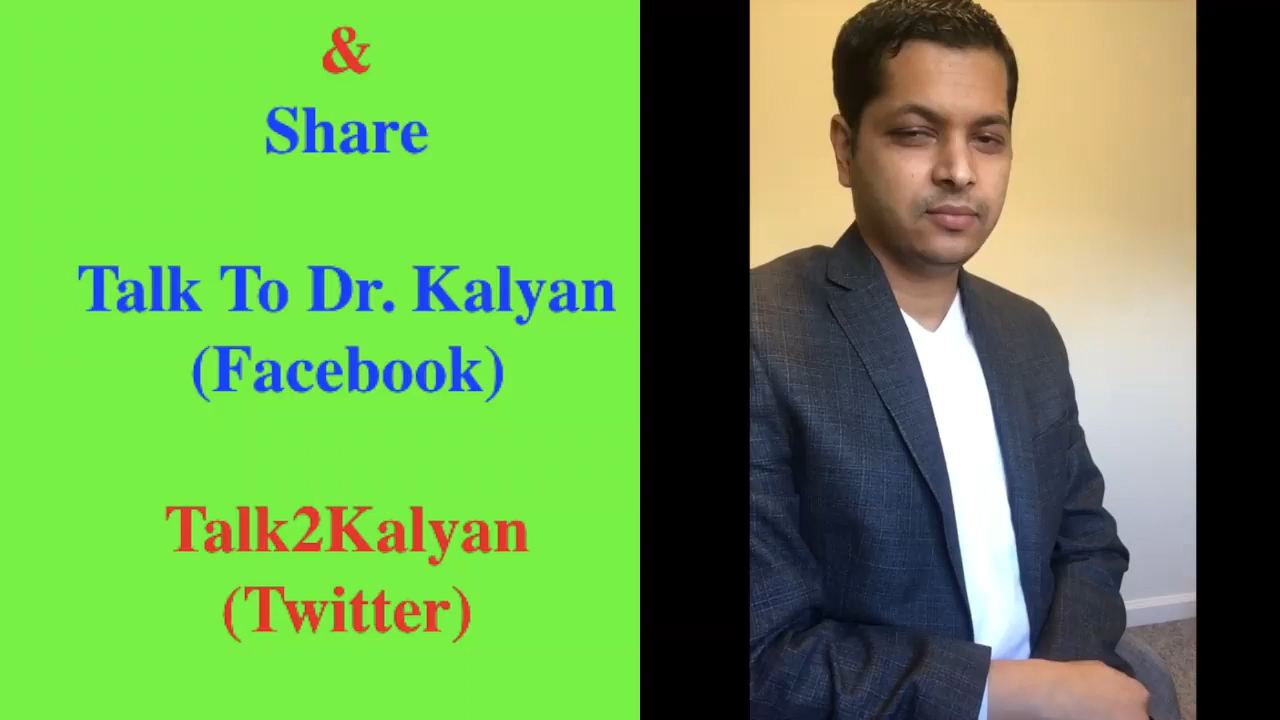 &
Share
Talk To Dr. Kalyan
(Facebook)
Talk2Kalyan
(Twitter)